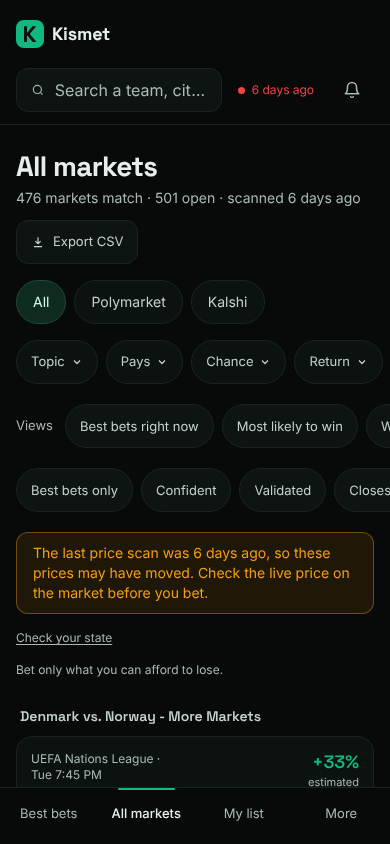 K Kismet
Search a team, cit...
6 days ago
All markets
476 markets match · 501 open · scanned 6 days ago
Export CSV
All Polymarket Kalshi
Topic Pays Chance Return
Views Best bets right now Most likely to win W
Best bets only Confident Validated Closes
The last price scan was 6 days ago, so these
prices may have moved. Check the live price on
the market before you bet.
Check your state
Bet only what you can afford to lose.
Denmark vs. Norway - More Markets
UEFA Nations League ·
Tue 7:45 PM
+33%
estimated
Best bets All markets My list More